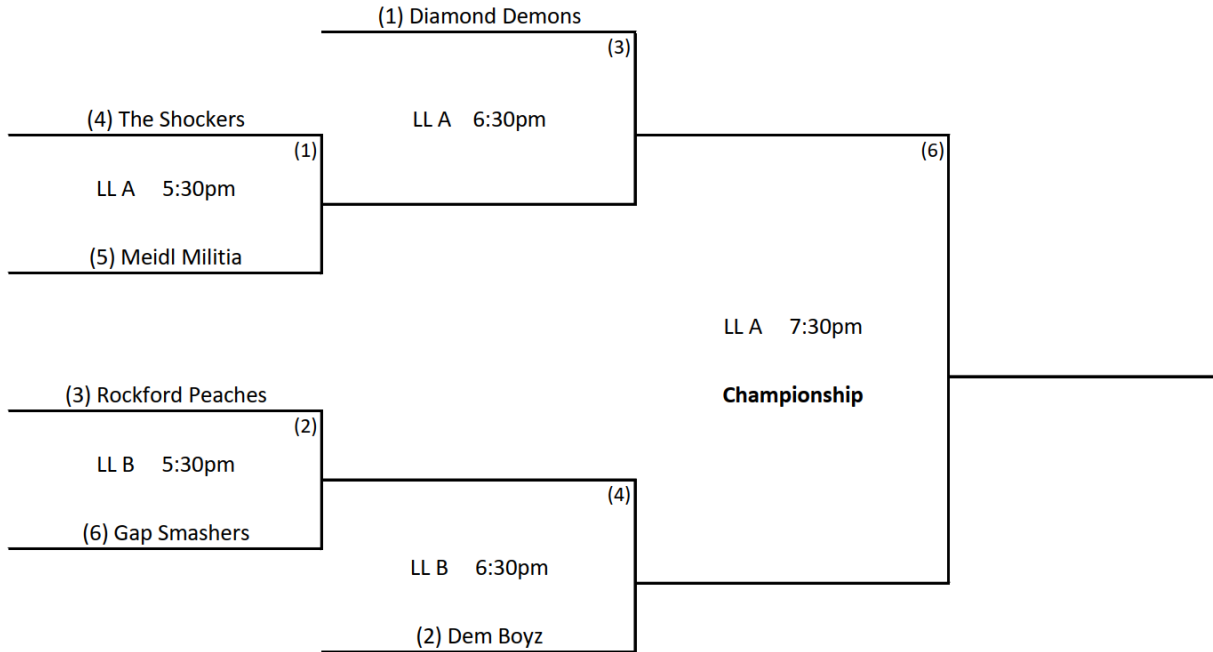 (1) Diamond Demons
(3)
(4) The Shockers
LL A 6:30pm
(1)
(6)
LL A 5:30pm
(5) Meidl Militia
LL A 7:30pm
(3) Rockford Peaches
Championship
(2)
LL B 5:30pm
(4)
(6) Gap Smashers
LL B 6:30pm
(2) Dem Boyz